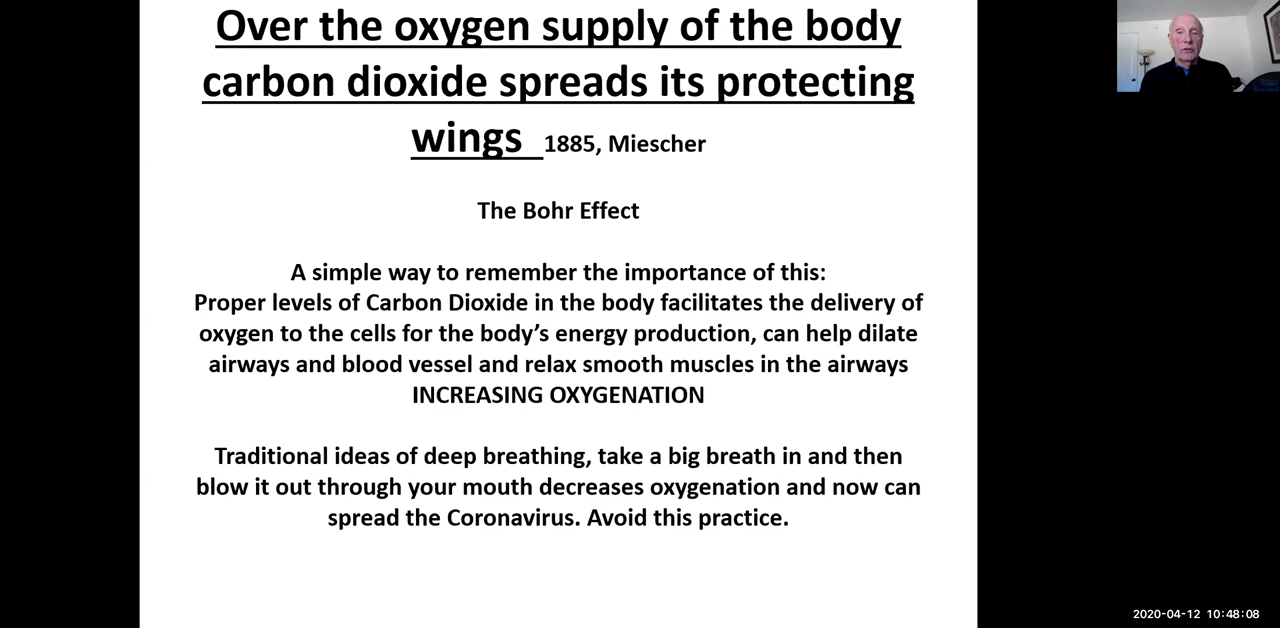 Over the oxygen supply of the body
carbon dioxide spreads its protecting
wings 1885, Miescher
The Bohr Effect
A simple way to remember the importance of this:
Proper levels of Carbon Dioxide in the body facilitates the delivery of
oxygen to the cells for the body’s energy production, can help dilate
airways and blood vessel and relax smooth muscles in the airways
INCREASING OXYGENATION
Traditional ideas of deep breathing, take a big breath in and then
blow it out through your mouth decreases oxygenation and now can
spread the Coronavirus. Avoid this practice.
2020-04-12 10:48:08